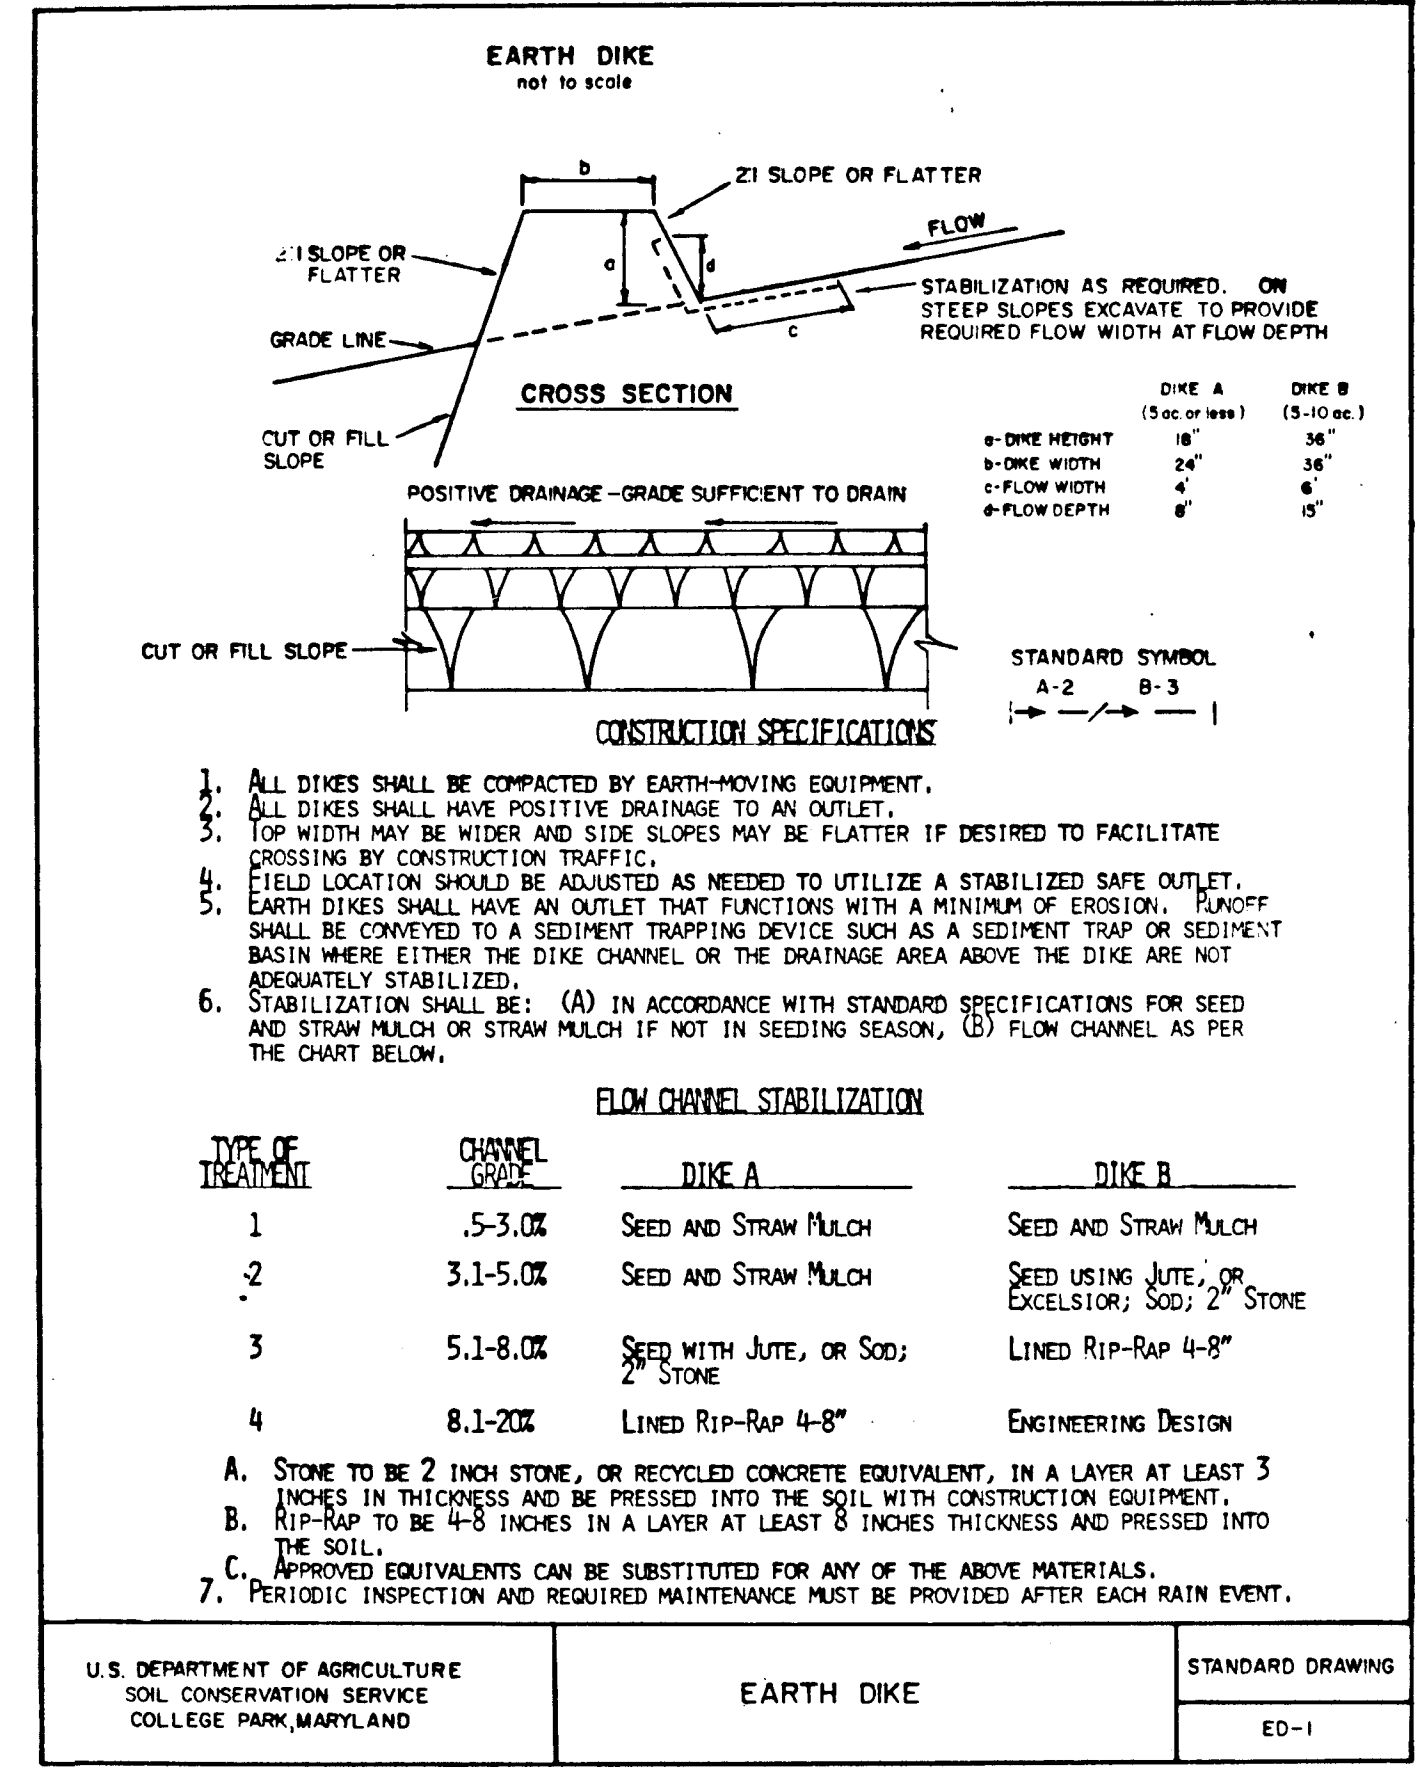 EARTH DIKE
not to scale
b
2:1 SLOPE OR FLATTER
FLOW
2:1 SLOPE OR
FLATTER
a
d
STABILIZATION AS REQUIRED. ON
STEEP SLOPES EXCAVATE TO PROVIDE
REQUIRED FLOW WIDTH AT FLOW DEPTH
c
GRADE LINE
CROSS SECTION
CUT OR FILL
SLOPE
DIKE A DIKE B
(5 ac. or less) (5-10 ac.)
a-DIKE HEIGHT 18" 36"
b-DIKE WIDTH 24" 36"
c-FLOW WIDTH 4' 6'
d-FLOW DEPTH 8" 15"
POSITIVE DRAINAGE-GRADE SUFFICIENT TO DRAIN
CUT OR FILL SLOPE
STANDARD SYMBOL
A-2 B-3
CONSTRUCTION SPECIFICATIONS
1. ALL DIKES SHALL BE COMPACTED BY EARTH-MOVING EQUIPMENT.
2. ALL DIKES SHALL HAVE POSITIVE DRAINAGE TO AN OUTLET.
3. TOP WIDTH MAY BE WIDER AND SIDE SLOPES MAY BE FLATTER IF DESIRED TO FACILITATE
CROSSING BY CONSTRUCTION TRAFFIC.
4. FIELD LOCATION SHOULD BE ADJUSTED AS NEEDED TO UTILIZE A STABILIZED SAFE OUTLET.
5. EARTH DIKES SHALL HAVE AN OUTLET THAT FUNCTIONS WITH A MINIMUM OF EROSION. RUNOFF
SHALL BE CONVEYED TO A SEDIMENT TRAPPING DEVICE SUCH AS A SEDIMENT TRAP OR SEDIMENT
BASIN WHERE EITHER THE DIKE CHANNEL OR THE DRAINAGE AREA ABOVE THE DIKE ARE NOT
ADEQUATELY STABILIZED.
6. STABILIZATION SHALL BE: (A) IN ACCORDANCE WITH STANDARD SPECIFICATIONS FOR SEED
AND STRAW MULCH OR STRAW MULCH IF NOT IN SEEDING SEASON, (B) FLOW CHANNEL AS PER
THE CHART BELOW.
FLOW CHANNEL STABILIZATION
TYPE OF CHANNEL
TREATMENT GRADE DIKE A DIKE B
1 .5-3.0% SEED AND STRAW MULCH SEED AND STRAW MULCH
2 3.1-5.0% SEED AND STRAW MULCH SEED USING JUTE, OR
EXCELSIOR; SOD; 2" STONE
3 5.1-8.0% SEED WITH JUTE, OR SOD; LINED RIP-RAP 4-8"
2" STONE
4 8.1-20% LINED RIP-RAP 4-8" ENGINEERING DESIGN
A. STONE TO BE 2 INCH STONE, OR RECYCLED CONCRETE EQUIVALENT, IN A LAYER AT LEAST 3
INCHES IN THICKNESS AND BE PRESSED INTO THE SOIL WITH CONSTRUCTION EQUIPMENT.
B. RIP-RAP TO BE 4-8 INCHES IN A LAYER AT LEAST 8 INCHES THICKNESS AND PRESSED INTO
THE SOIL.
C. APPROVED EQUIVALENTS CAN BE SUBSTITUTED FOR ANY OF THE ABOVE MATERIALS.
7. PERIODIC INSPECTION AND REQUIRED MAINTENANCE MUST BE PROVIDED AFTER EACH RAIN EVENT.
U.S. DEPARTMENT OF AGRICULTURE
SOIL CONSERVATION SERVICE
COLLEGE PARK, MARYLAND
EARTH DIKE
STANDARD DRAWING
ED-1